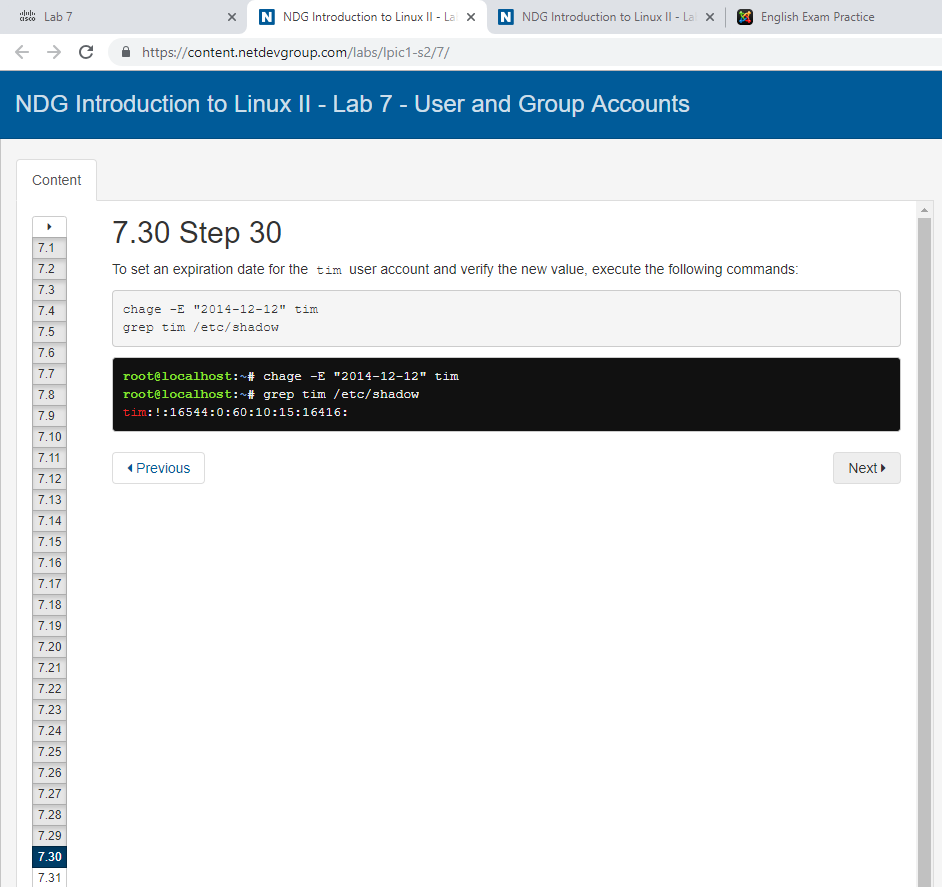 Lab 7
NDG Introduction to Linux II - La
NDG Introduction to Linux II - La
English Exam Practice
https://content.netdevgroup.com/labs/lpic1-s2/7/
NDG Introduction to Linux II - Lab 7 - User and Group Accounts
Content
7.30 Step 30
To set an expiration date for the tim user account and verify the new value, execute the following commands:
chage -E "2014-12-12" tim
grep tim /etc/shadow
root@localhost:~# chage -E "2014-12-12" tim
root@localhost:~# grep tim /etc/shadow
tim:!:16544:0:60:10:15:16416:
Previous
Next
7.1
7.2
7.3
7.4
7.5
7.6
7.7
7.8
7.9
7.10
7.11
7.12
7.13
7.14
7.15
7.16
7.17
7.18
7.19
7.20
7.21
7.22
7.23
7.24
7.25
7.26
7.27
7.28
7.29
7.30
7.31